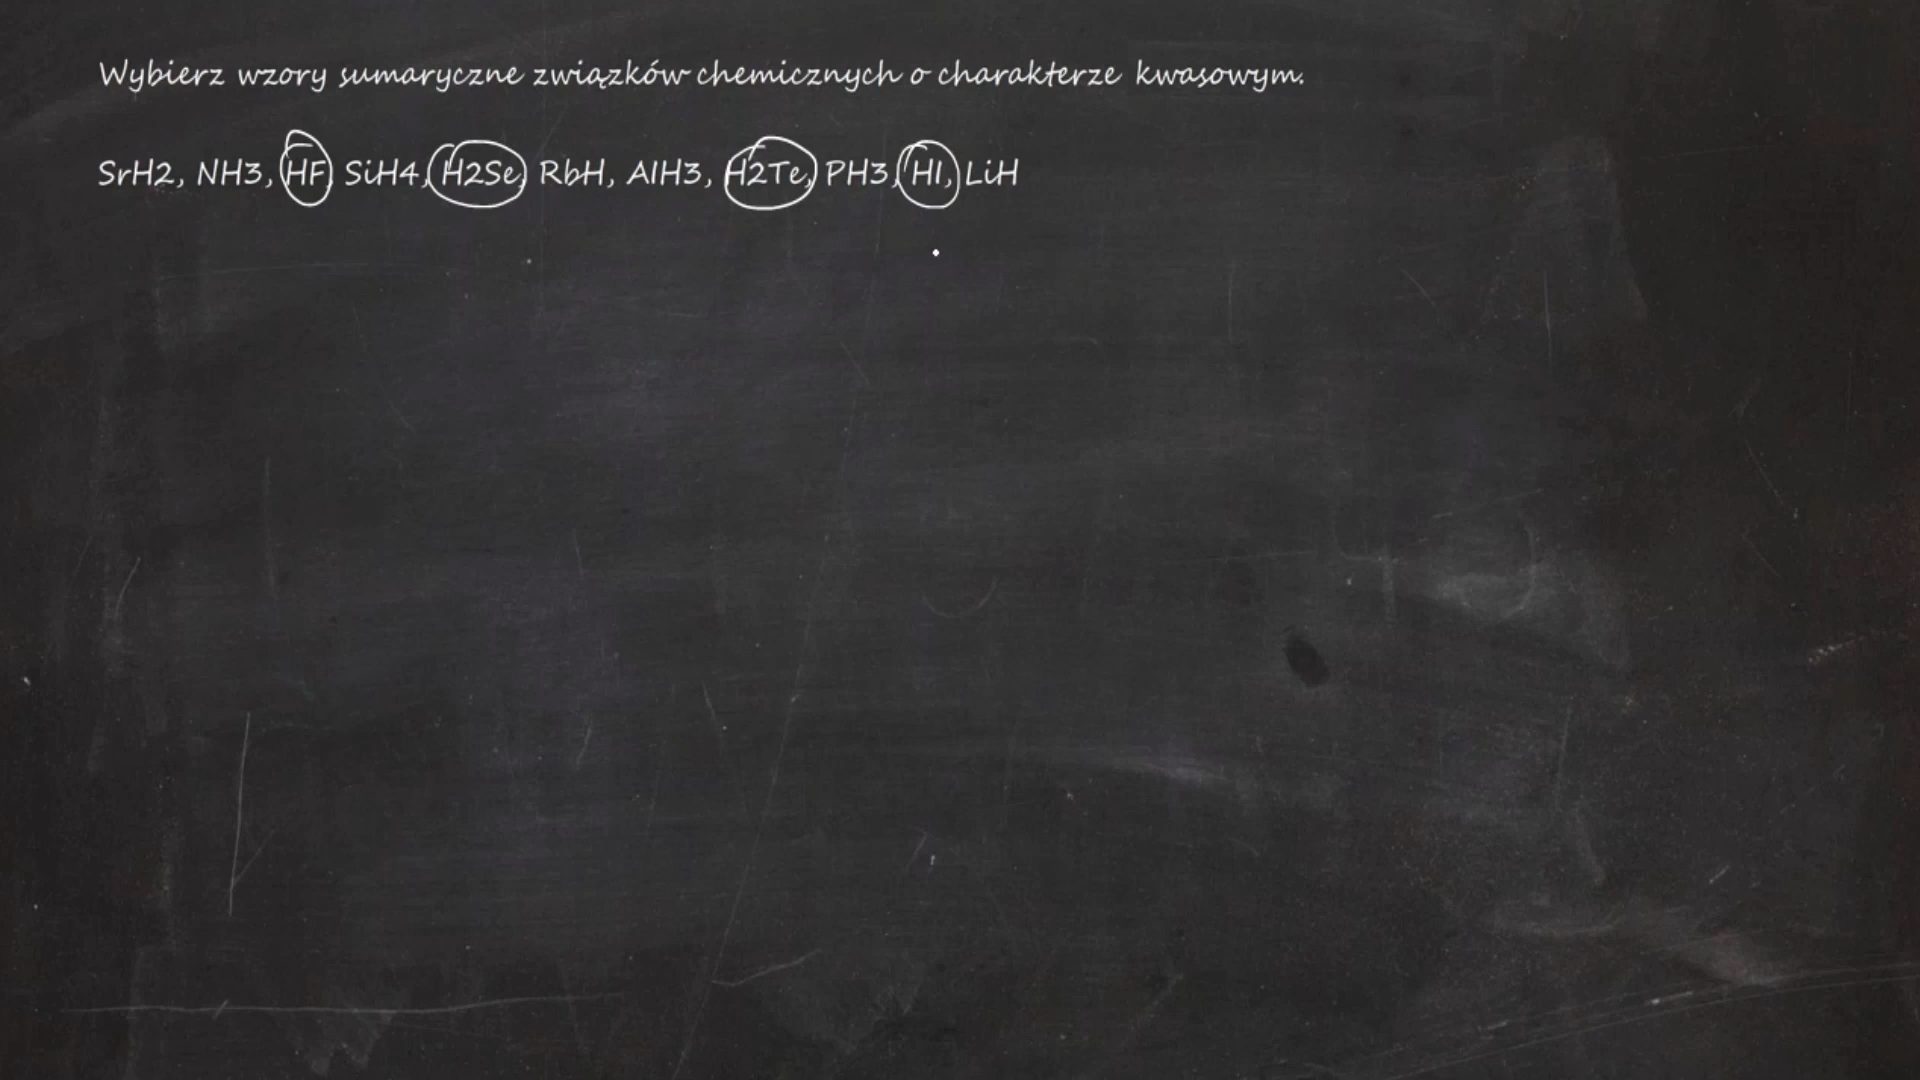 Wybierz wzory sumaryczne związków chemicznych o charakterze kwasowym.
SrH2, NH3, HF, SiH4, H2Se, RbH, AlH3, H2Te, PH3, HI, LiH